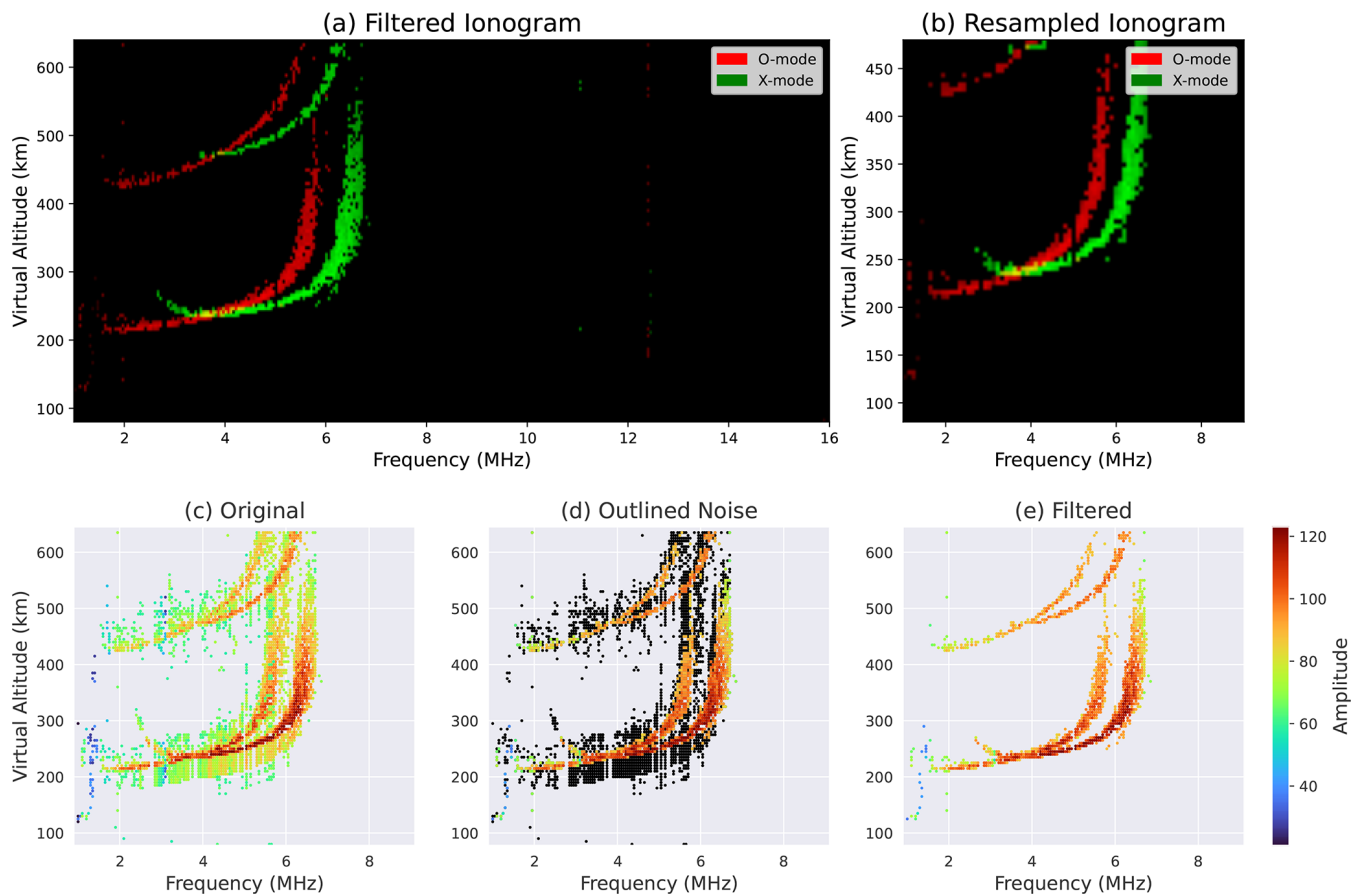 (a) Filtered Ionogram
600
500
400
300
200
100
Virtual Altitude (km)
2 4 6 8 10 12 14 16
Frequency (MHz)
O-mode
X-mode
(b) Resampled Ionogram
450
400
350
300
250
200
150
100
Virtual Altitude (km)
2 4 6 8
Frequency (MHz)
O-mode
X-mode
(c) Original
600
500
400
300
200
100
Virtual Altitude (km)
2 4 6 8
Frequency (MHz)
(d) Outlined Noise
600
500
400
300
200
100
2 4 6 8
Frequency (MHz)
(e) Filtered
600
500
400
300
200
100
2 4 6 8
Frequency (MHz)
120
100
80
60
40
Amplitude